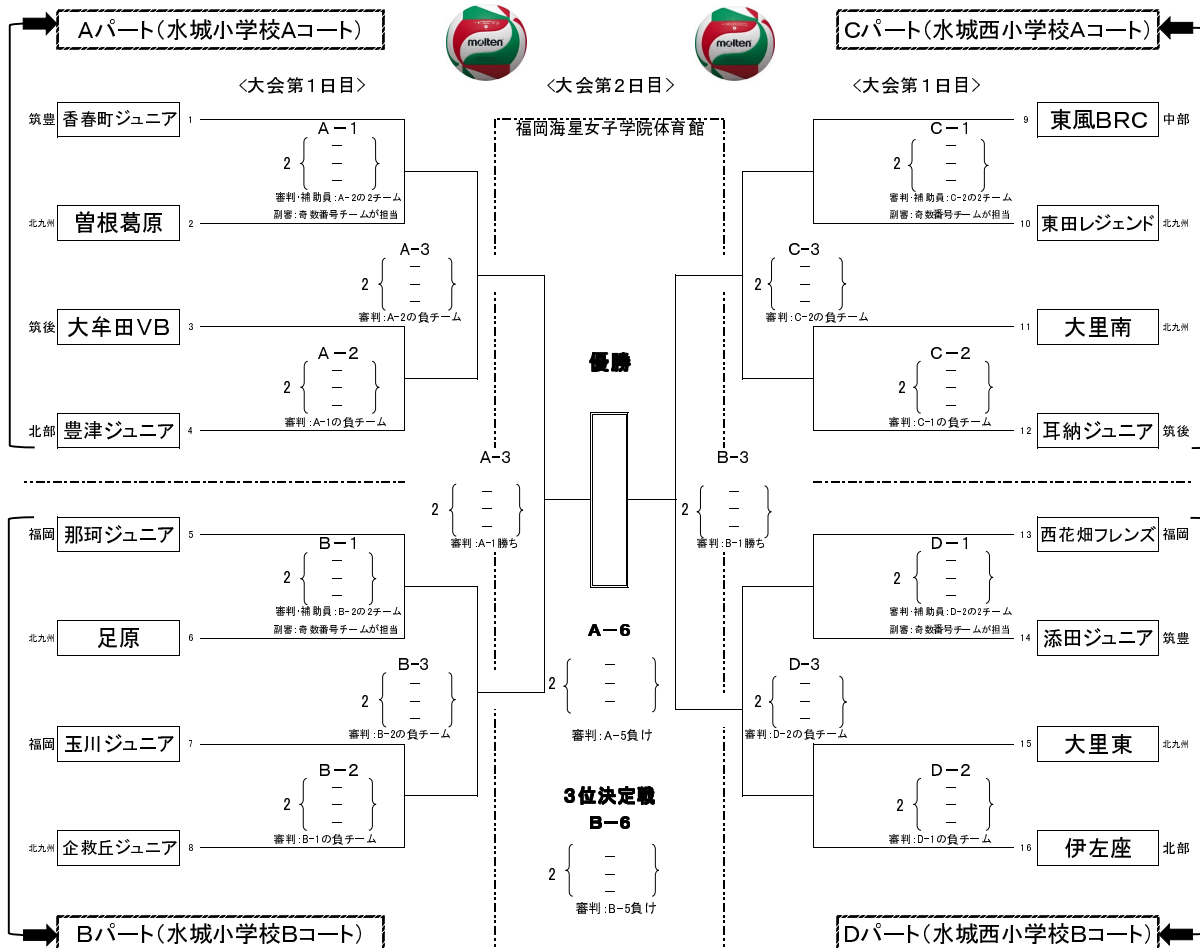 Aパート(水城小学校Aコート)
Cパート(水城西小学校Aコート)
molten
molten
<大会第1日目>
<大会第2日目>
<大会第1日目>
福岡海星女子学院体育館
筑豊 香春町ジュニア 1
A-1
2
審判・補助員:A-2の2チーム
副審:奇数番号チームが担当
北九州 曽根葛原 2
A-3
2
審判:A-2の負チーム
筑後 大牟田VB 3
A-2
2
審判:A-1の負チーム
北部 豊津ジュニア 4
9 東風BRC 中部
C-1
2
審判・補助員:C-2の2チーム
副審:奇数番号チームが担当
10 東田レジェンド 北九州
C-3
2
審判:C-2の負チーム
11 大里南 北九州
C-2
2
審判:C-1の負チーム
12 耳納ジュニア 筑後
優勝
A-3
2
審判:A-1勝ち
B-3
2
審判:B-1勝ち
福岡 那珂ジュニア 5
B-1
2
審判・補助員:B-2の2チーム
副審:奇数番号チームが担当
北九州 足原 6
B-3
2
審判:B-2の負チーム
福岡 玉川ジュニア 7
B-2
2
審判:B-1の負チーム
北九州 企救丘ジュニア 8
A-6
2
審判:A-5負け
3位決定戦
B-6
2
審判:B-5負け
13 西花畑フレンズ 福岡
D-1
2
審判・補助員:D-2の2チーム
副審:奇数番号チームが担当
14 添田ジュニア 筑豊
D-3
2
審判:D-2の負チーム
15 大里東 北九州
D-2
2
審判:D-1の負チーム
16 伊左座 北部
Bパート(水城小学校Bコート)
Dパート(水城西小学校Bコート)